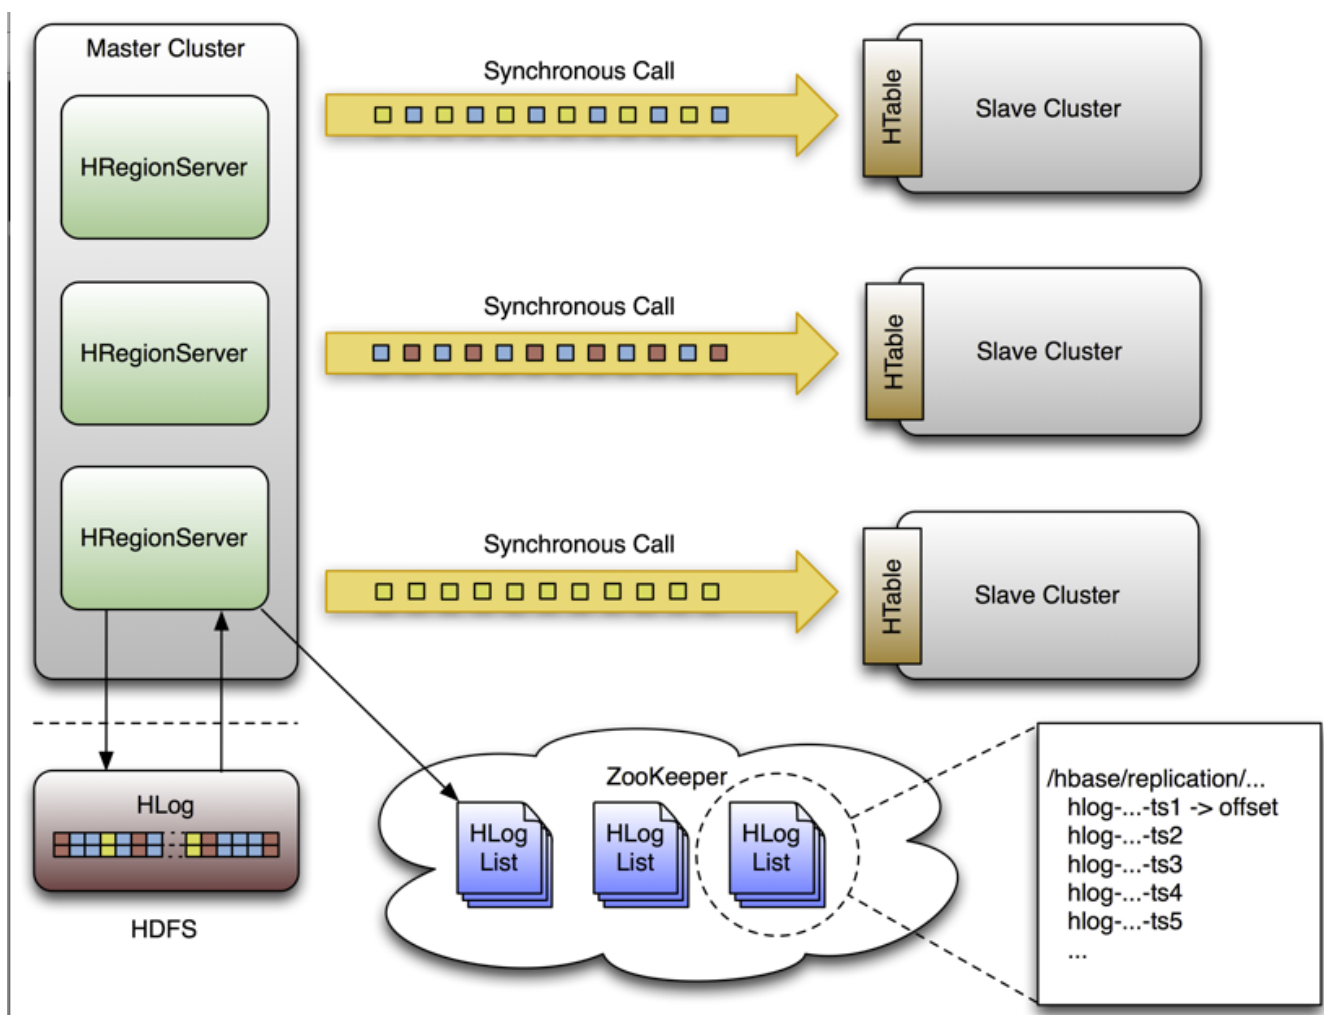 Master Cluster
HRegionServer
HRegionServer
HRegionServer
Synchronous Call
HTable
Slave Cluster
Synchronous Call
HTable
Slave Cluster
Synchronous Call
HTable
Slave Cluster
HLog
HDFS
ZooKeeper
HLog
List
HLog
List
HLog
List
/hbase/replication/...
hlog-...-ts1 -> offset
hlog-...-ts2
hlog-...-ts3
hlog-...-ts4
hlog-...-ts5
...